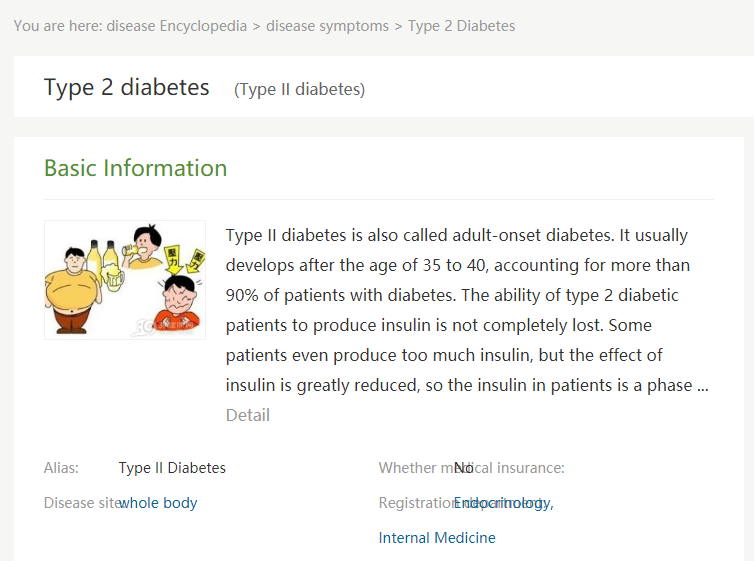 You are here: disease Encyclopedia > disease symptoms > Type 2 Diabetes
Type 2 diabetes (Type II diabetes)
Basic Information
Type II diabetes is also called adult-onset diabetes. It usually
develops after the age of 35 to 40, accounting for more than
90% of patients with diabetes. The ability of type 2 diabetic
patients to produce insulin is not completely lost. Some
patients even produce too much insulin, but the effect of
insulin is greatly reduced, so the insulin in patients is a phase ...
Detail
壓力
壓力
Alias: Type II Diabetes
Whether medical insurance: No
Disease site: whole body
Registration department: Endocrinology,
Internal Medicine